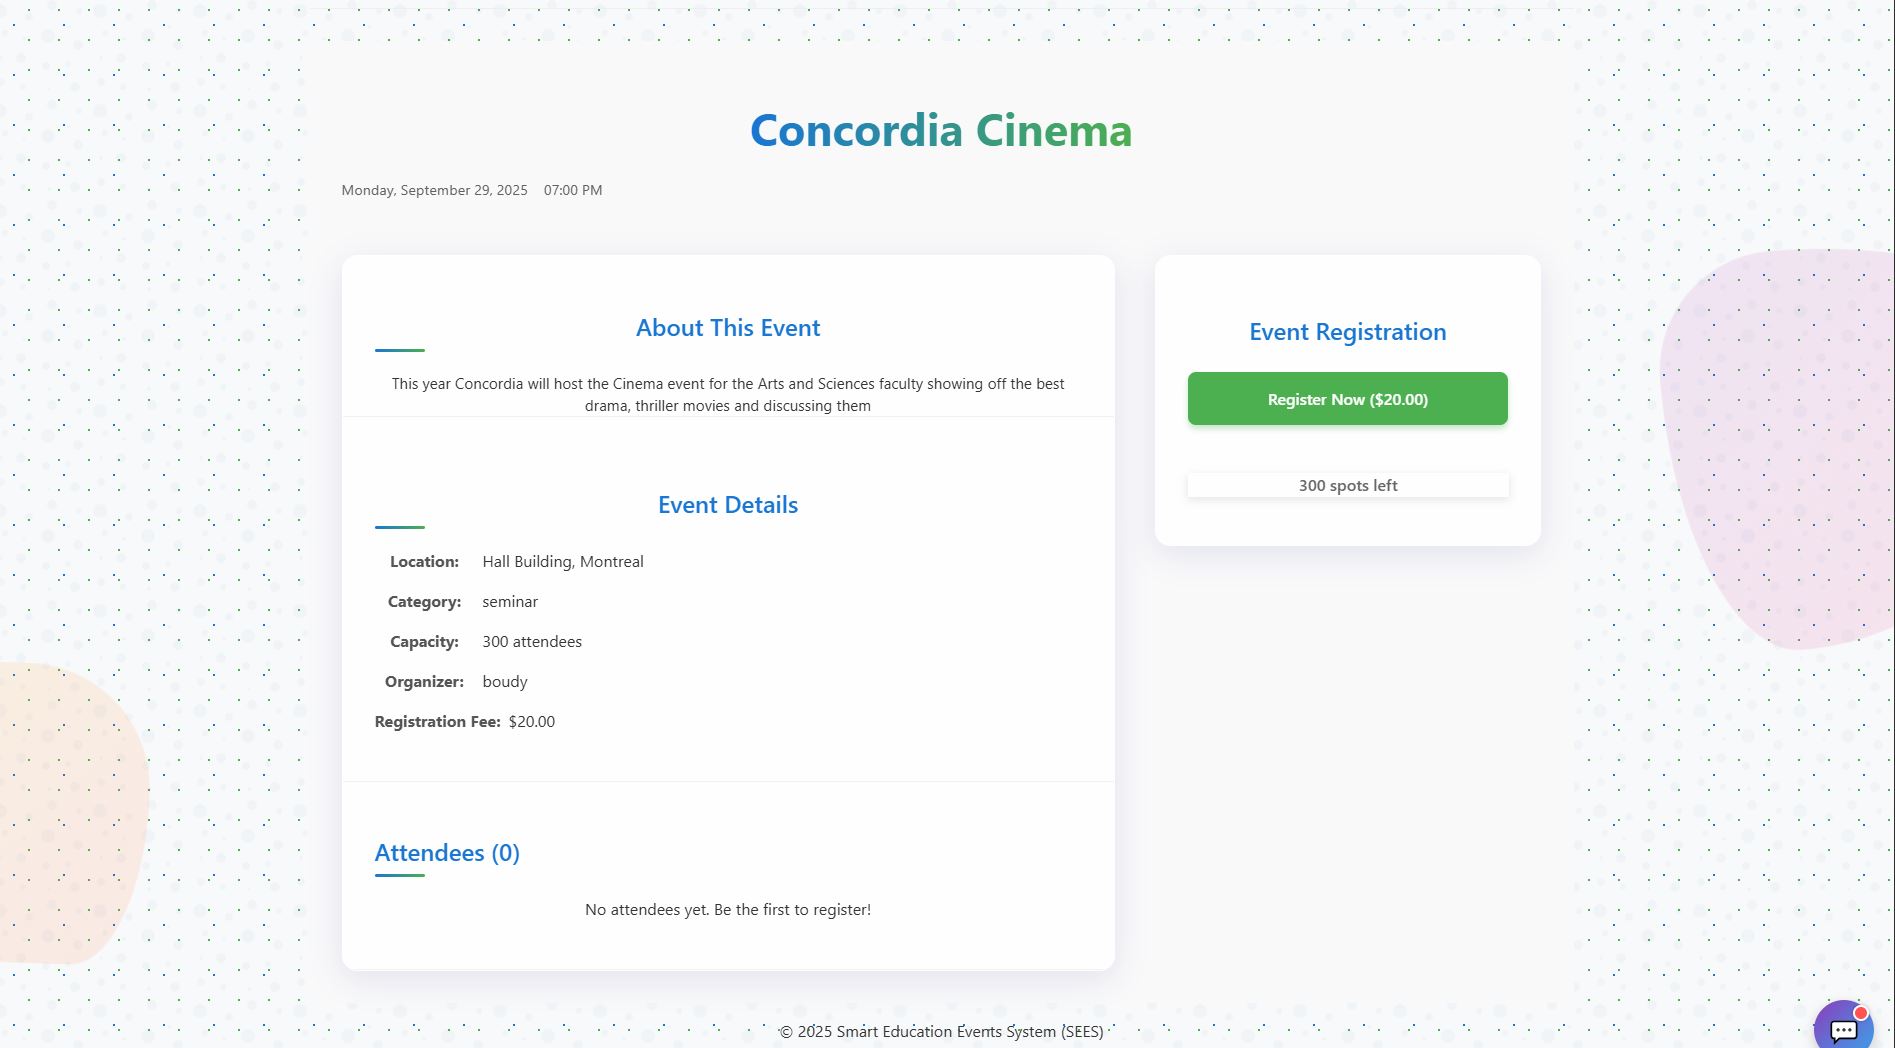 Concordia Cinema
Monday, September 29, 2025 07:00 PM
About This Event
This year Concordia will host the Cinema event for the Arts and Sciences faculty showing off the best
drama, thriller movies and discussing them
Event Details
Location: Hall Building, Montreal
Category: seminar
Capacity: 300 attendees
Organizer: boudy
Registration Fee: $20.00
Attendees (0)
No attendees yet. Be the first to register!
Event Registration
Register Now ($20.00)
300 spots left
© 2025 Smart Education Events System (SEES)